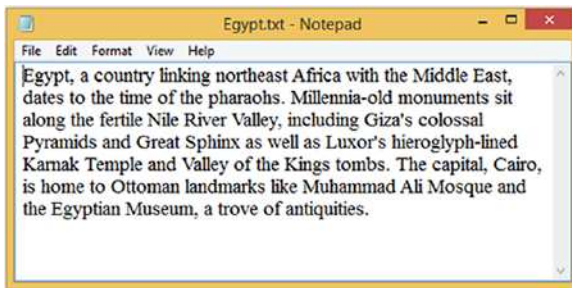 Egypt.txt - Notepad
File Edit Format View Help
Egypt, a country linking northeast Africa with the Middle East,
dates to the time of the pharaohs. Millennia-old monuments sit
along the fertile Nile River Valley, including Giza's colossal
Pyramids and Great Sphinx as well as Luxor's hieroglyph-lined
Karnak Temple and Valley of the Kings tombs. The capital, Cairo,
is home to Ottoman landmarks like Muhammad Ali Mosque and
the Egyptian Museum, a trove of antiquities.